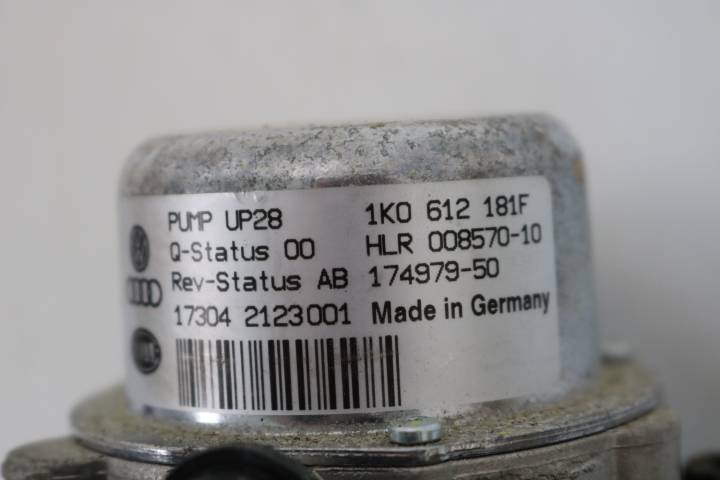 PUMP UP28 1K0 612 181F
Q-Status 00 HLR 008570-10
Rev-Status AB 174979-50
17304 2123001 Made in Germany